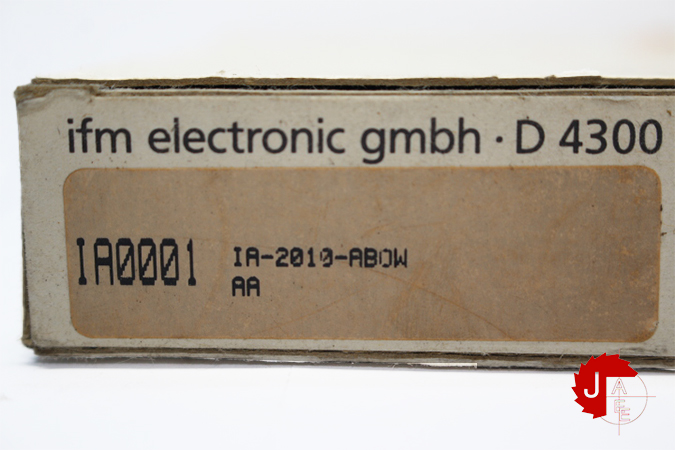 ifm electronic gmbh · D 4300
IA0001
IA-2010-ABOW
AA
J
A
E
E